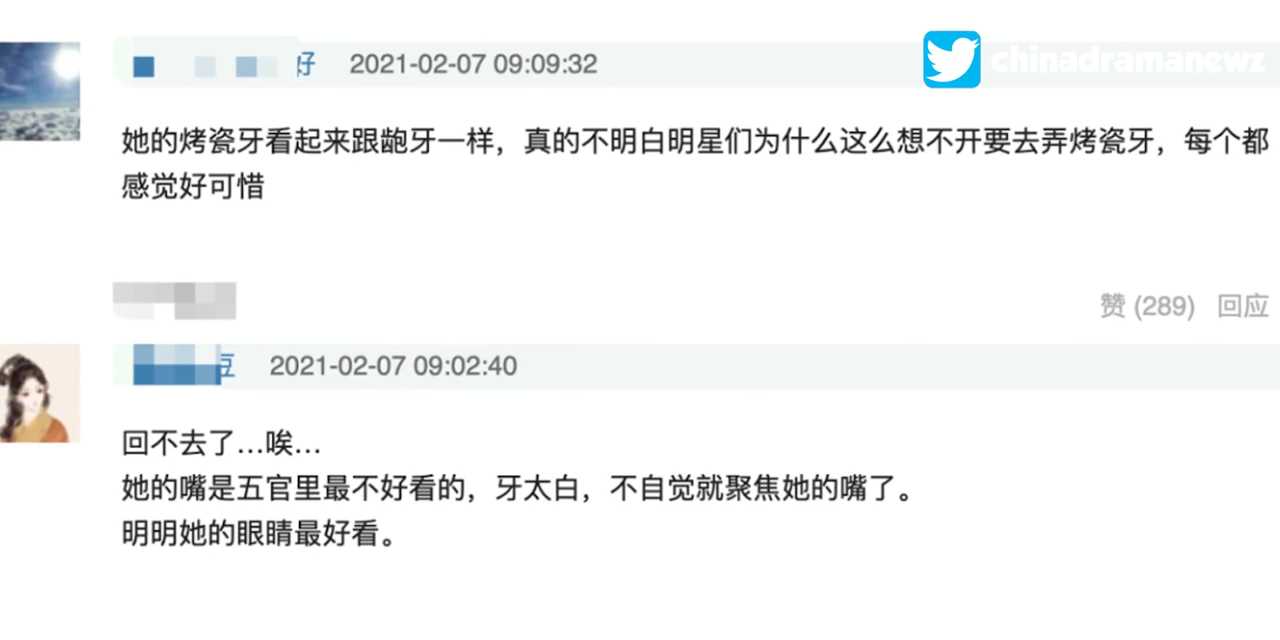 好 2021-02-07 09:09:32
chinadramanewz
她的烤瓷牙看起来跟龅牙一样，真的不明白明星们为什么这么想不开要去弄烤瓷牙，每个都
感觉好可惜
赞 (289) 回应
豆 2021-02-07 09:02:40
回不去了…唉…
她的嘴是五官里最不好看的，牙太白，不自觉就聚焦她的嘴了。
明明她的眼睛最好看。